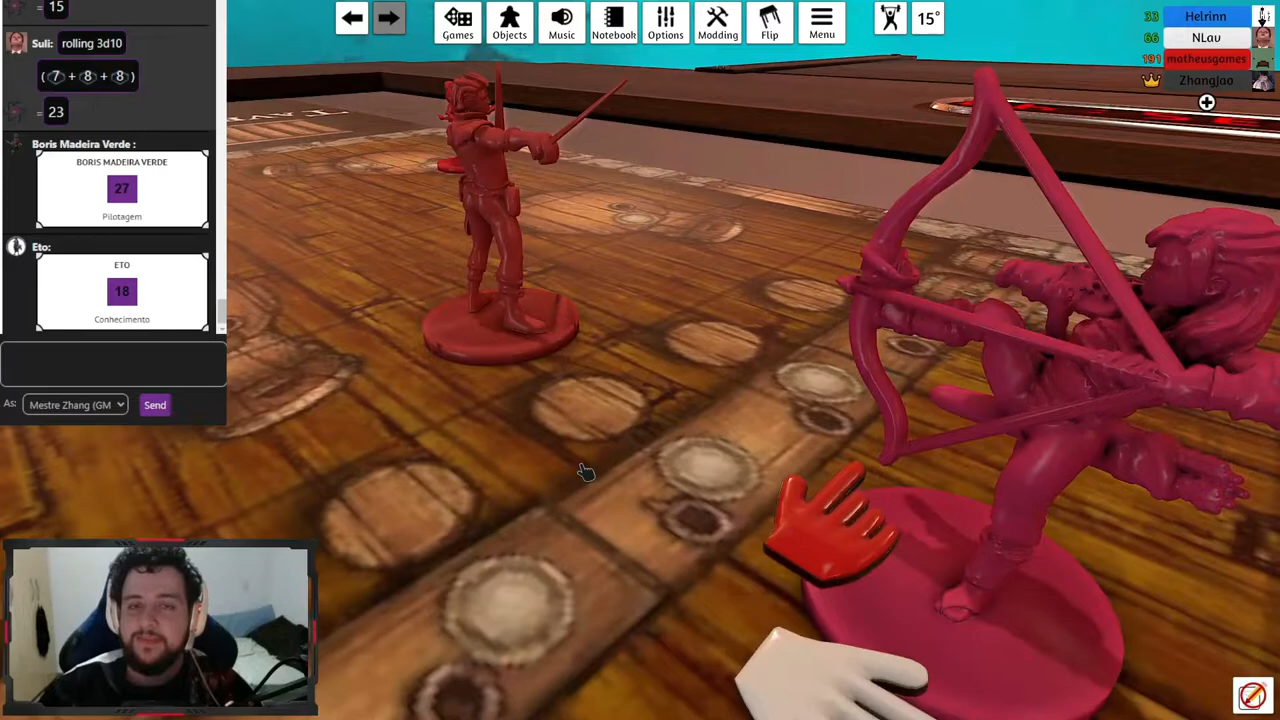 = 15
Suli: rolling 3d10
(7 + 8 + 8)
= 23
Boris Madeira Verde :
BORIS MADEIRA VERDE
27
Pilotagem
Eto:
ETO
18
Conhecimento
As: Mestre Zhang (GM
Send
Games
Objects
Music
Notebook
Options
Modding
Flip
Menu
15°
33 Helrinn
66 NLav
191 matheusgames
ZhangJao